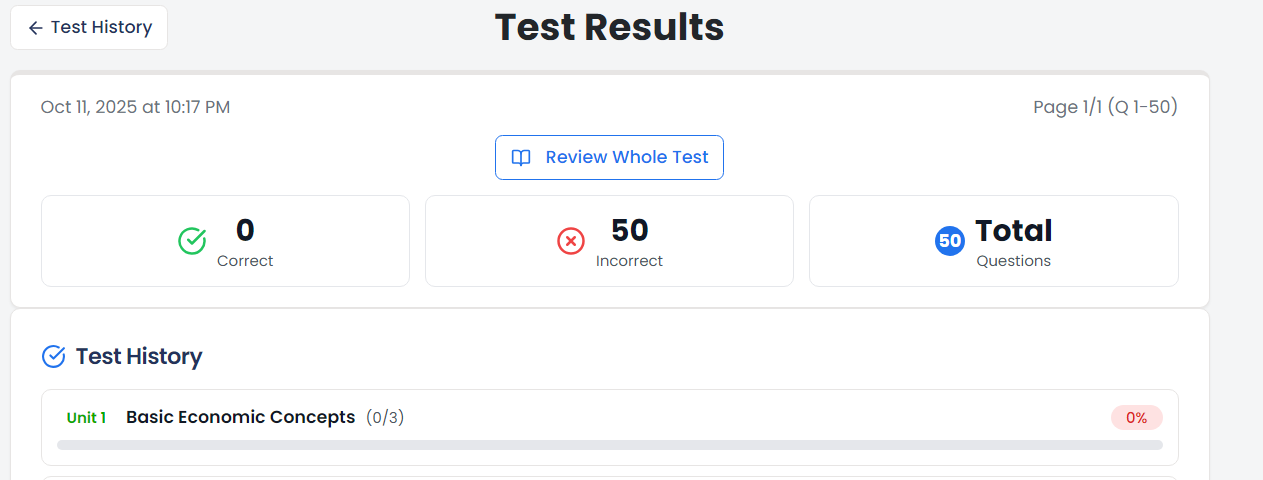 Test History
Test Results
Oct 11, 2025 at 10:17 PM
Page 1/1 (Q 1-50)
Review Whole Test
0
Correct
50
Incorrect
50
Total
Questions
Test History
Unit 1 Basic Economic Concepts (0/3)
0%